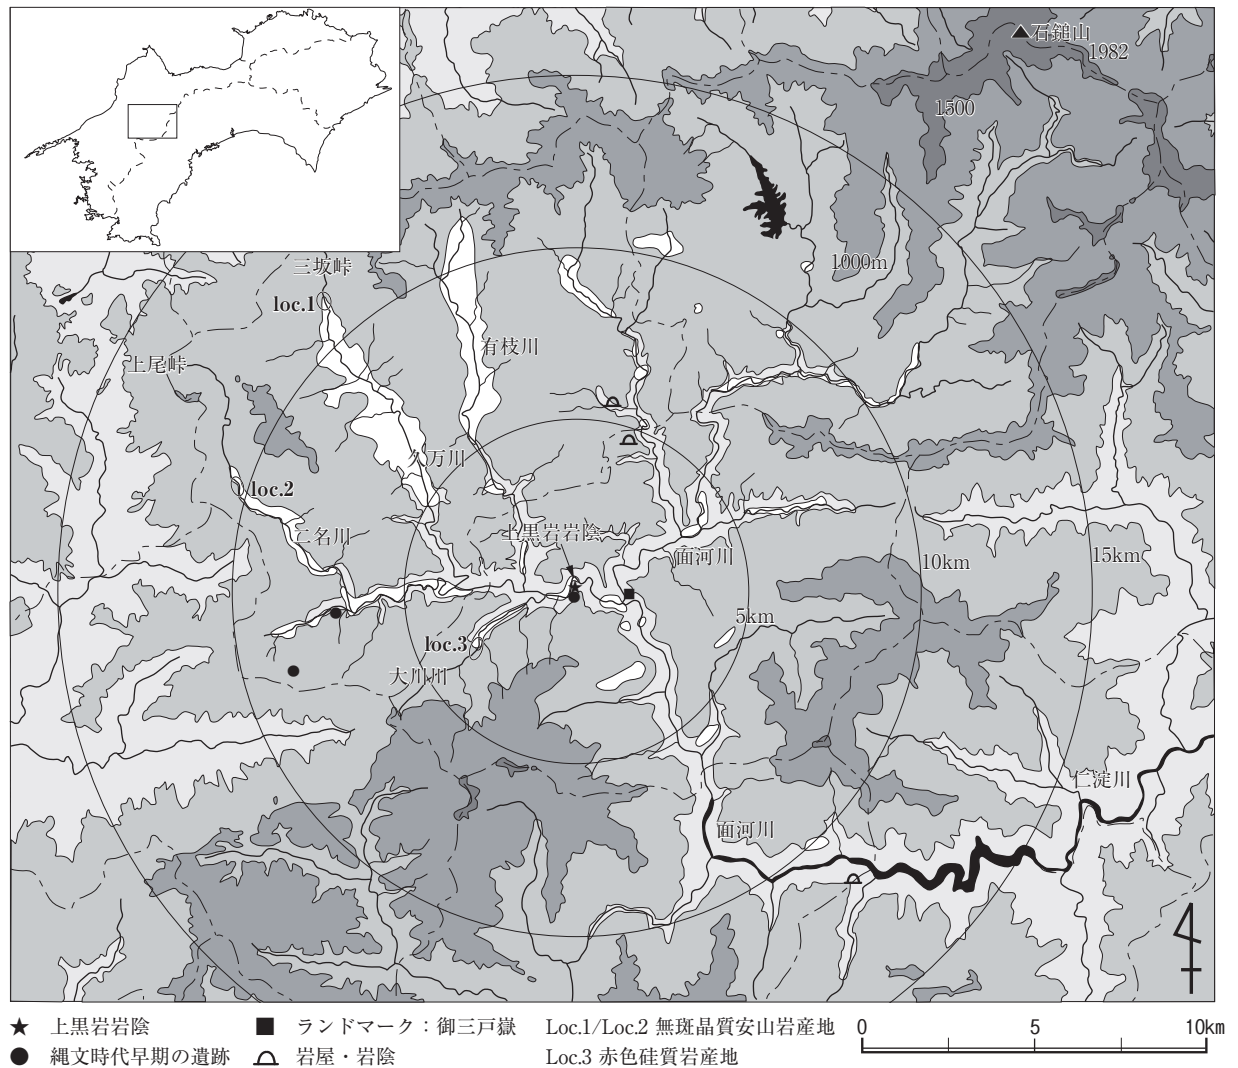 石鎚山
1982
1500
1000m
三坂峠
loc.1
有枝川
上尾峠
久万川
loc.2
二名川
上黒岩岩陰
面河川
10km
15km
5km
loc.3
大川川
仁淀川
面河川
★ 上黒岩岩陰 ■ ランドマーク：御三戸嶽 Loc.1/Loc.2 無斑晶質安山岩産地 0 5 10km
● 縄文時代早期の遺跡 岩屋・岩陰 Loc.3 赤色硅質岩産地